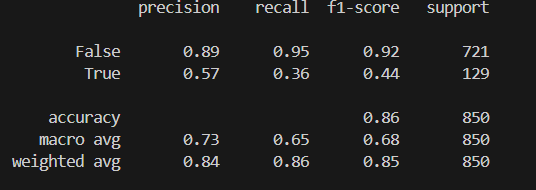 precision recall f1-score support
False 0.89 0.95 0.92 721
True 0.57 0.36 0.44 129
accuracy 0.86 850
macro avg 0.73 0.65 0.68 850
weighted avg 0.84 0.86 0.85 850